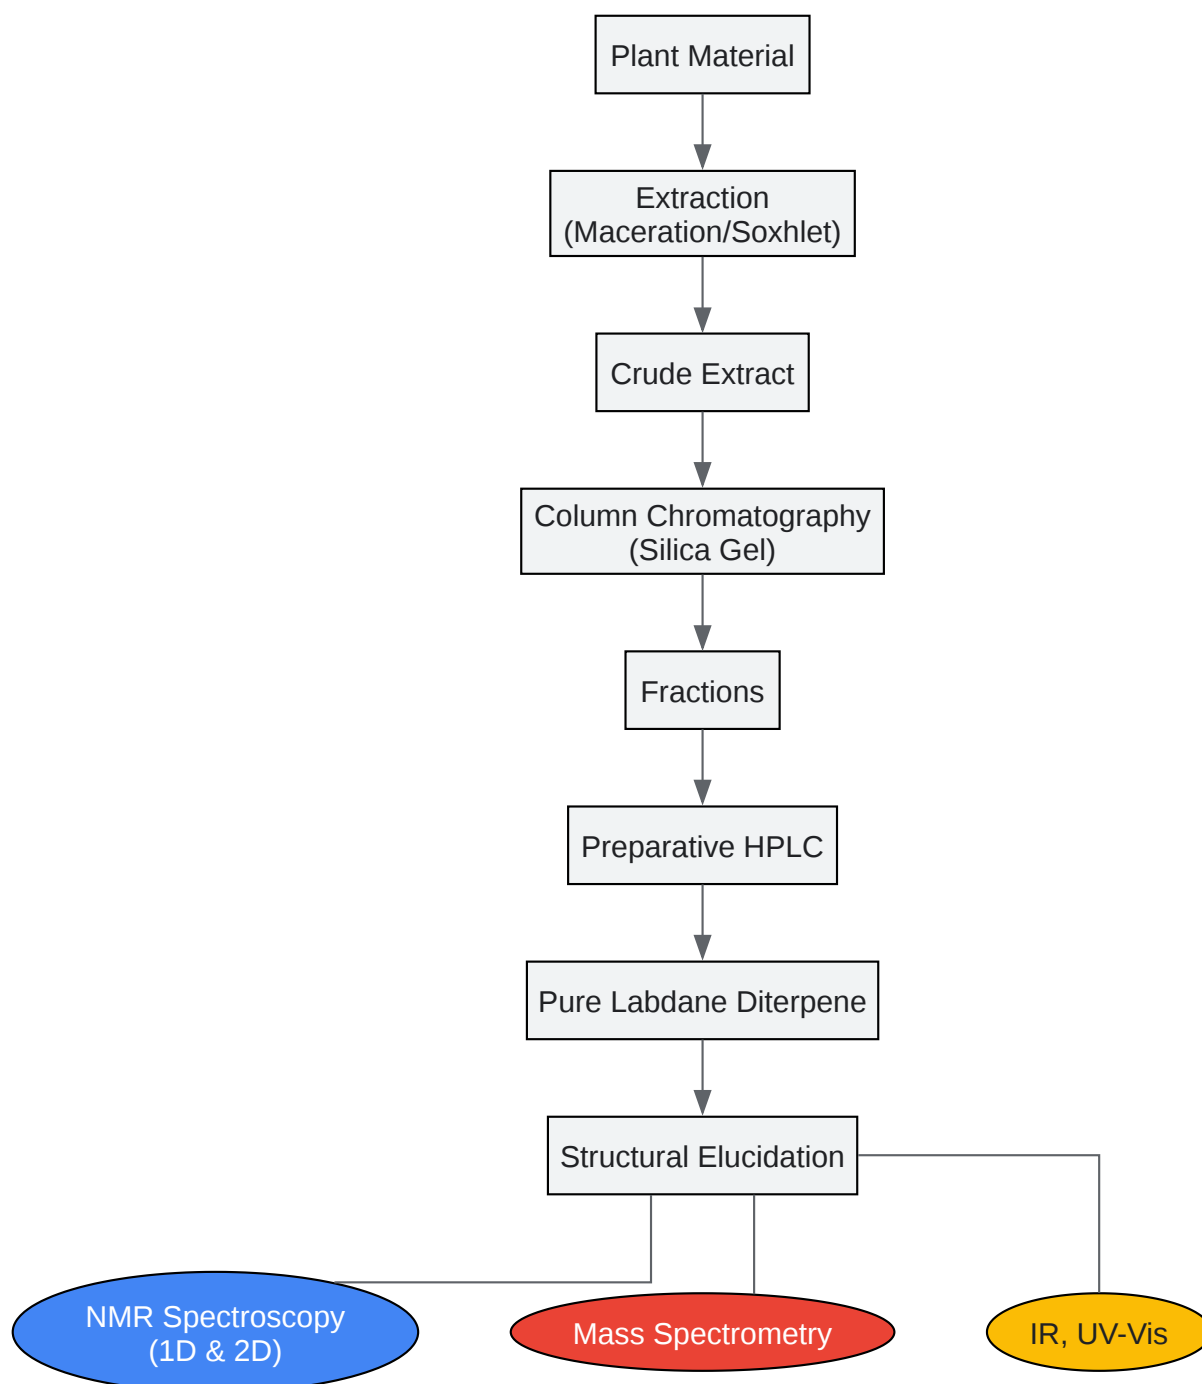 Plant Material
Extraction
(Maceration/Soxhlet)
Crude Extract
Column Chromatography
(Silica Gel)
Fractions
Preparative HPLC
Pure Labdane Diterpene
Structural Elucidation
NMR Spectroscopy
(1D & 2D)
Mass Spectrometry
IR, UV-Vis